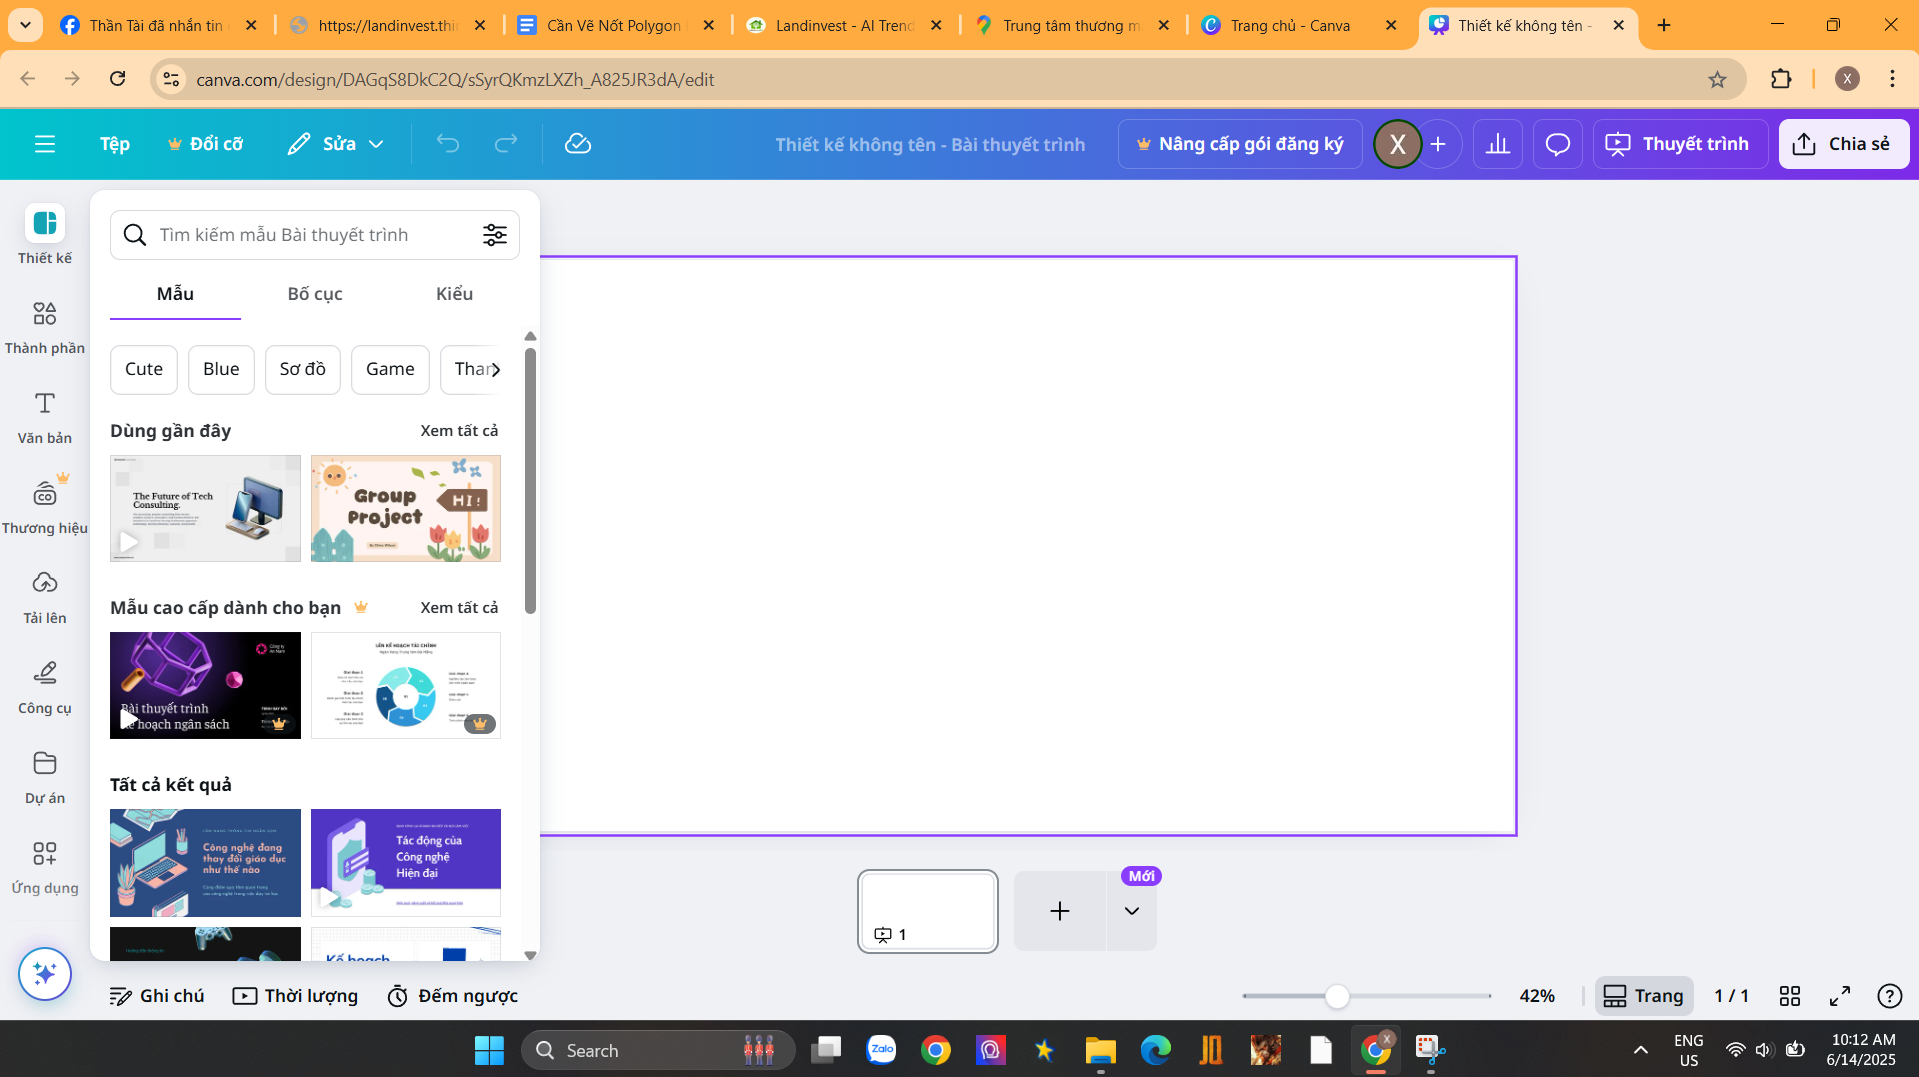 Thần Tài đã nhắn tin
https://landinvest.thin
Cần Vẽ Nốt Polygon
Landinvest - AI Trend
Trung tâm thương m
Trang chủ - Canva
Thiết kế không tên -
canva.com/design/DAGqS8DkC2Q/sSyrQKmzLXZh_A825JR3dA/edit
X
Tệp
Đổi cỡ
Sửa
Thiết kế không tên - Bài thuyết trình
Nâng cấp gói đăng ký
X
Thuyết trình
Chia sẻ
Thiết kế
Thành phần
Văn bản
Thương hiệu
Tải lên
Công cụ
Dự án
Ứng dụng
Tìm kiếm mẫu Bài thuyết trình
Mẫu
Bố cục
Kiểu
Cute
Blue
Sơ đồ
Game
Than
Dùng gần đây
Xem tất cả
The Future of Tech
Consulting.
Group
Project
HI!
Mẫu cao cấp dành cho bạn
Xem tất cả
Công ty
An Nam
Bài thuyết trình
kế hoạch ngân sách
LÊN KẾ HOẠCH TÀI CHÍNH
Tất cả kết quả
Công nghệ đang
thay đổi giáo dục
như thế nào
Tác động của
Công nghệ
Hiện đại
Kế hoạch
1
Mới
Ghi chú
Thời lượng
Đếm ngược
42%
Trang
1 / 1
Search
Zalo
ENG
US
10:12 AM
6/14/2025